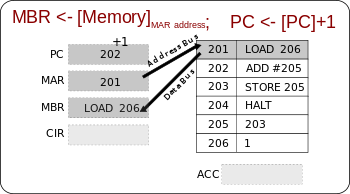 MBR <- [Memory]MAR address; PC <- [PC]+1
+1
PC 202
MAR 201
MBR LOAD 206
CIR
Address Bus
Data Bus
201 LOAD 206
202 ADD #205
203 STORE 205
204 HALT
205 203
206 1
ACC